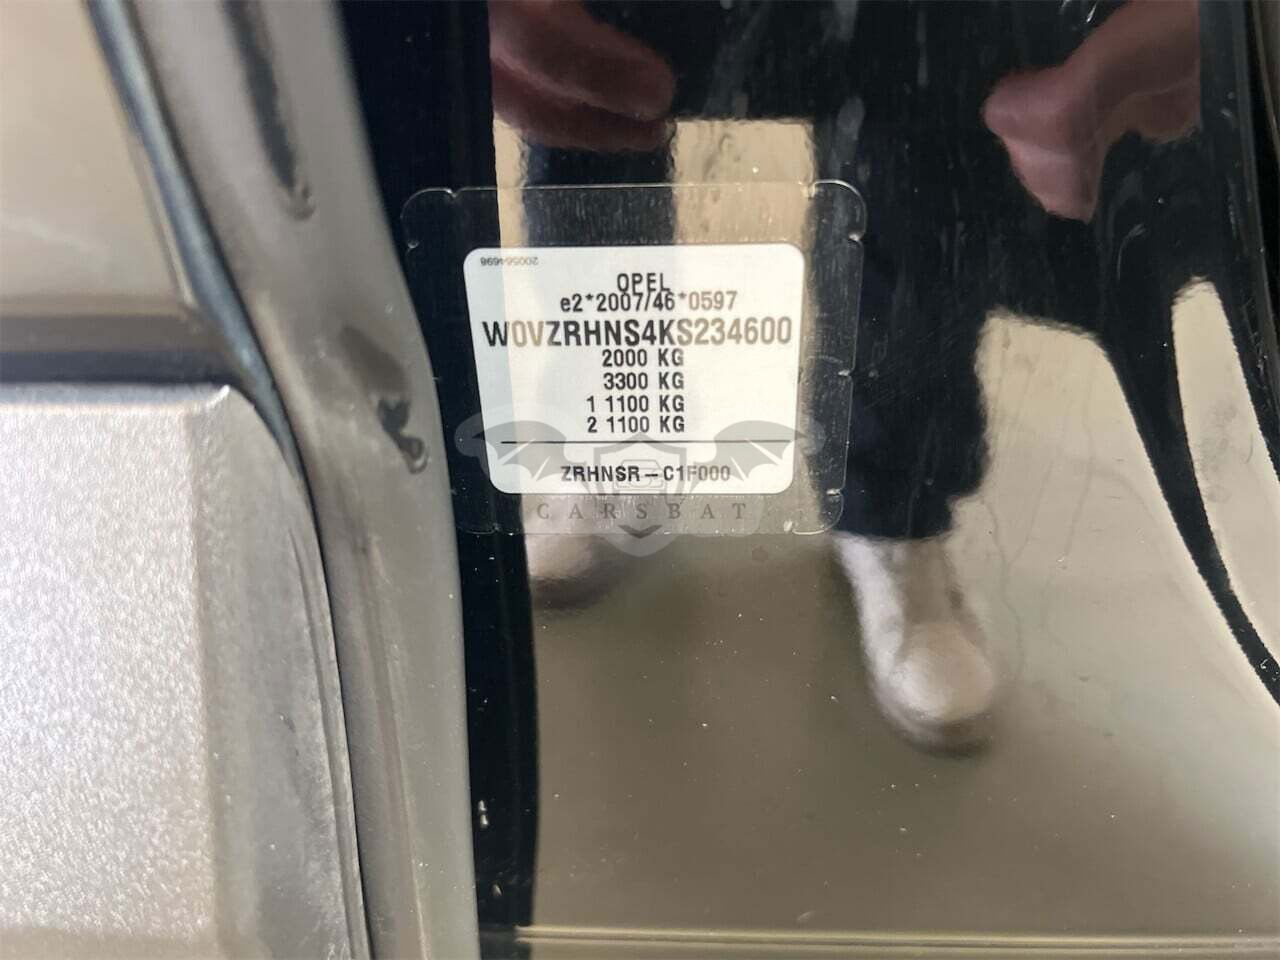 200564698
OPEL
e2*2007/46*0597
W0VZRHNS4KS234600
2000 KG
3300 KG
1 1100 KG
2 1100 KG
ZRHNSR-C1F000
CARSBAT